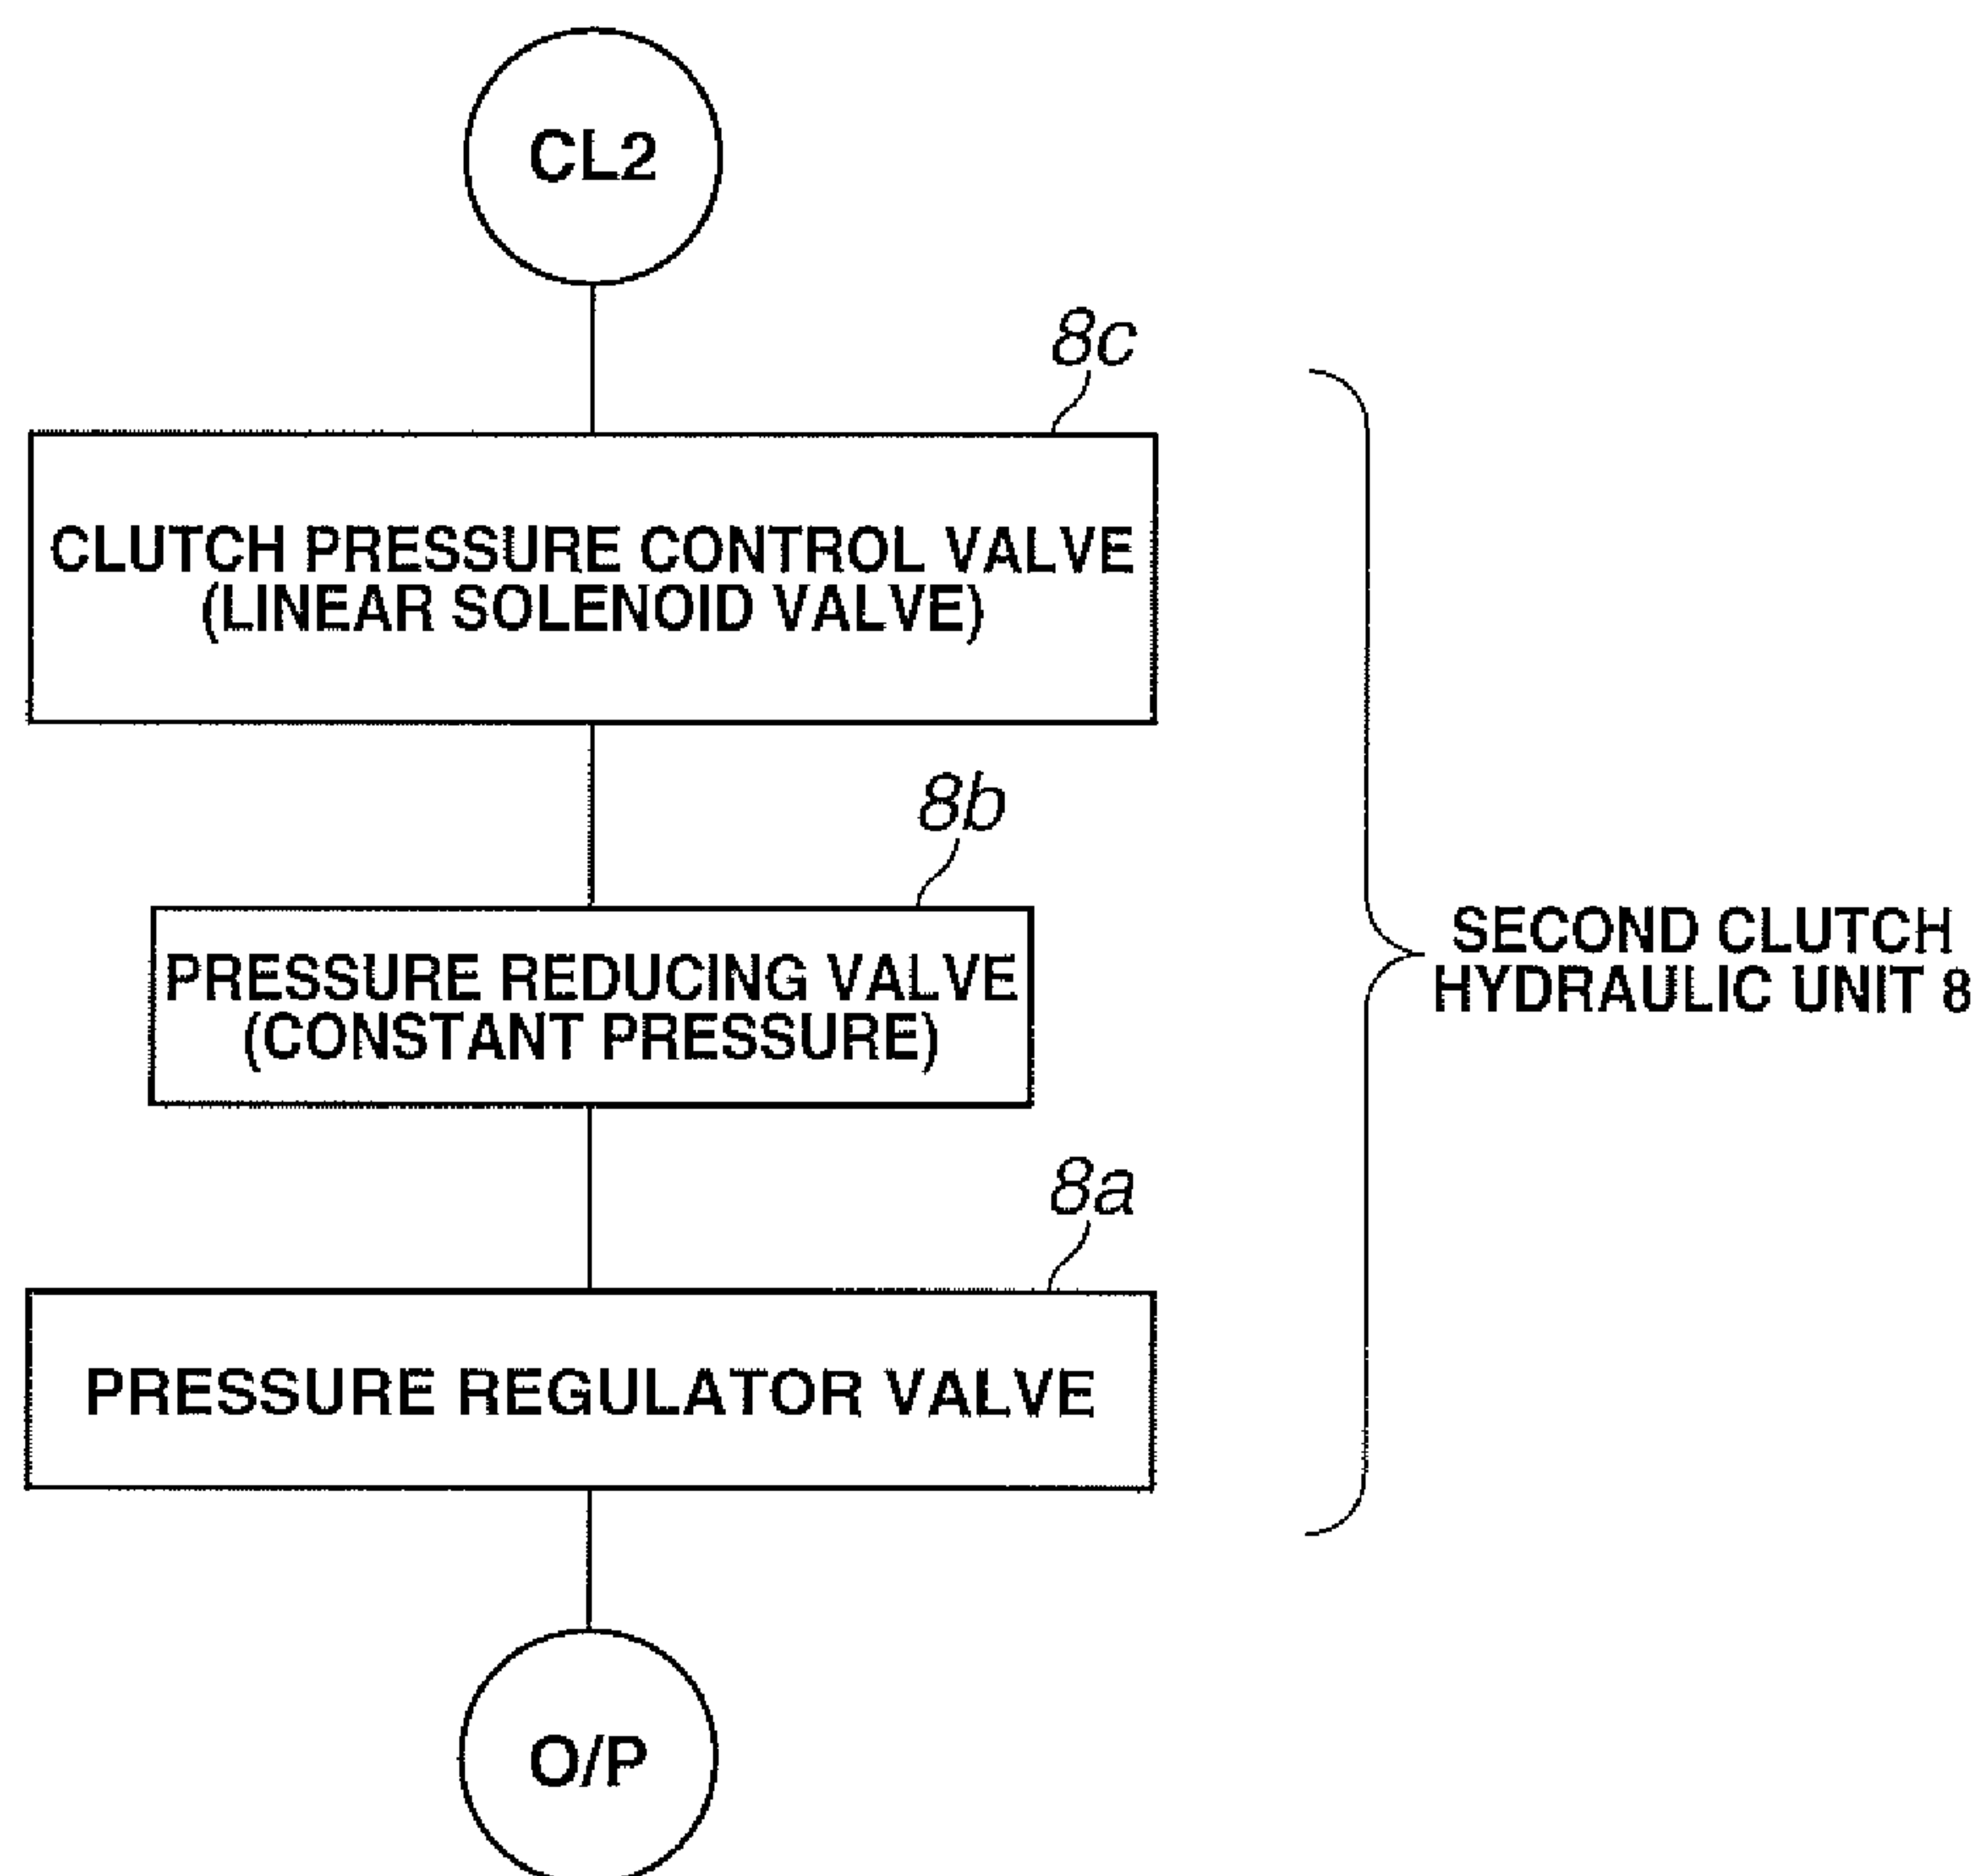 CL2
8c
CLUTCH PRESSURE CONTROL VALVE
(LINEAR SOLENOID VALVE)
8b
PRESSURE REDUCING VALVE
(CONSTANT PRESSURE)
SECOND CLUTCH
HYDRAULIC UNIT 8
8a
PRESSURE REGULATOR VALVE
O/P